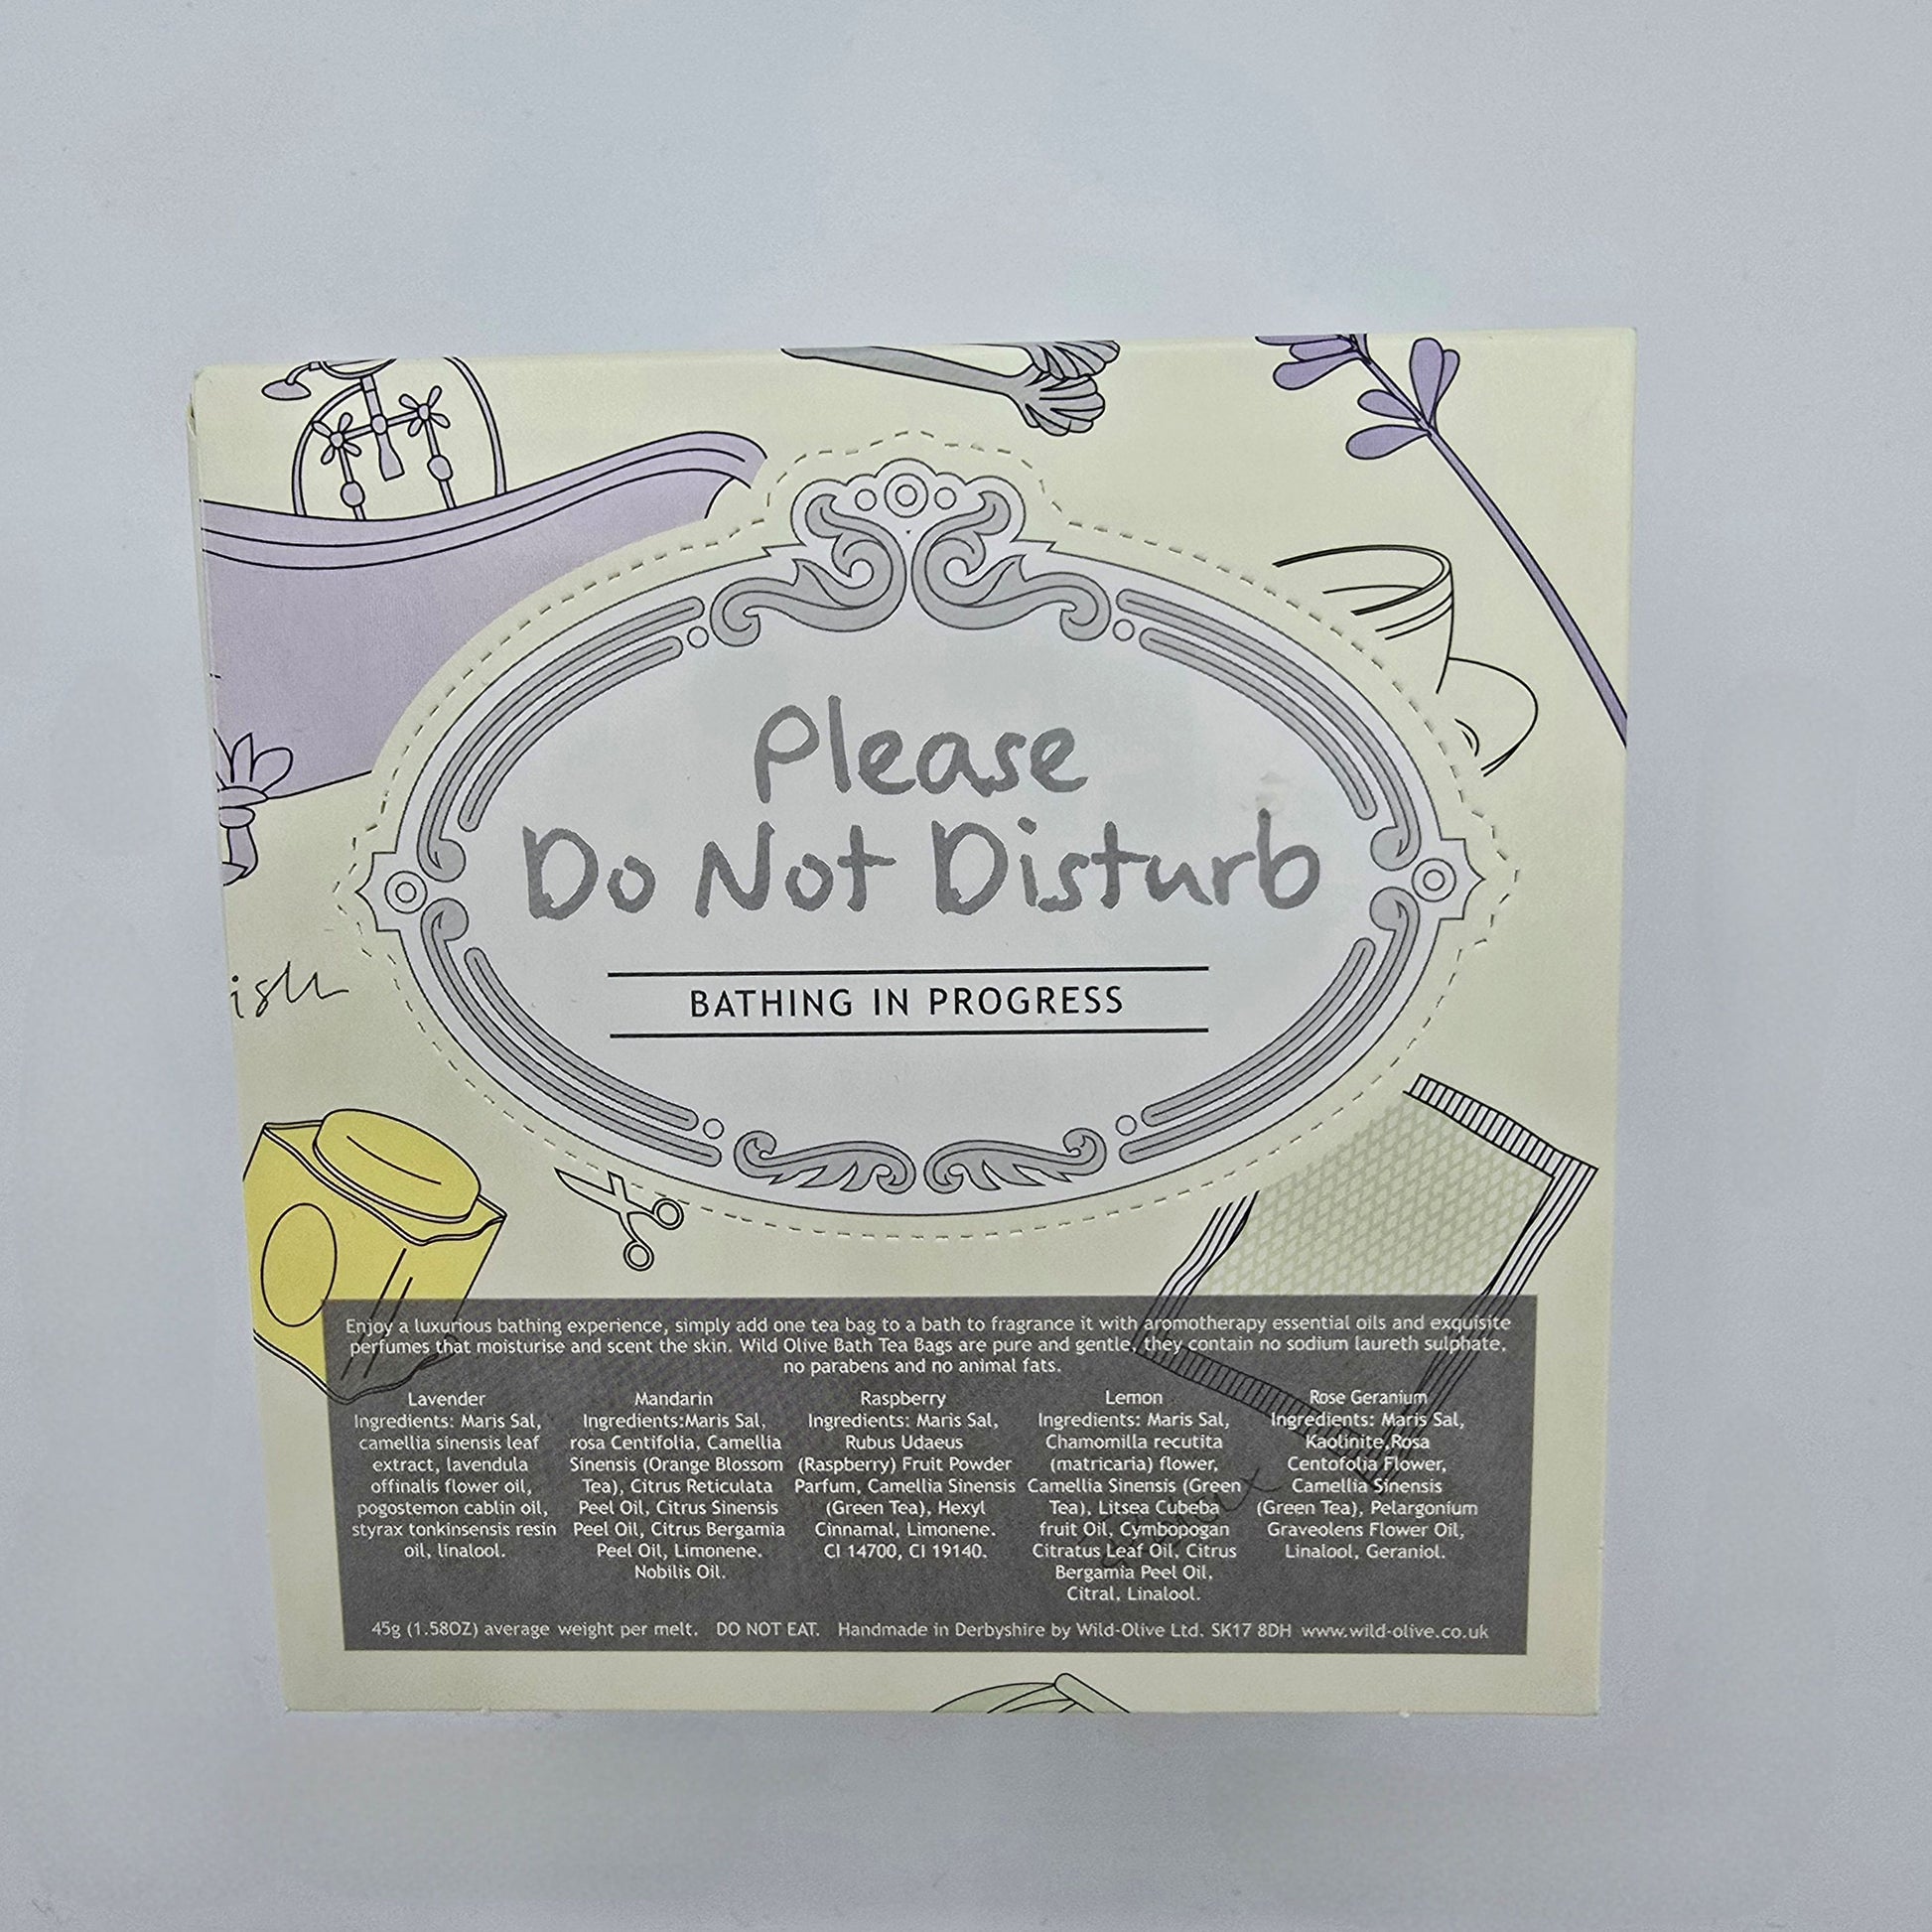 Please
Do Not Disturb
BATHING IN PROGRESS
ish
Enjoy a luxurious bathing experience, simply add one tea bag to a bath to fragrance it with aromotherapy essential oils and exquisite
perfumes that moisturise and scent the skin. Wild Olive Bath Tea Bags are pure and gentle, they contain no sodium laureth sulphate,
no parabens and no animal fats.
Lavender
Ingredients: Maris Sal,
camellia sinensis leaf
extract, lavendula
offinalis flower oil,
pogostemon cablin oil,
styrax tonkinsensis resin
oil, linalool.
Mandarin
Ingredients:Maris Sal,
rosa Centifolia, Camellia
Sinensis (Orange Blossom
Tea), Citrus Reticulata
Peel Oil, Citrus Sinensis
Peel Oil, Citrus Bergamia
Peel Oil, Limonene.
Nobilis Oil.
Raspberry
Ingredients: Maris Sal,
Rubus Udaeus
(Raspberry) Fruit Powder
Parfum, Camellia Sinensis
(Green Tea), Hexyl
Cinnamal, Limonene.
CI 14700, CI 19140.
Lemon
Ingredients: Maris Sal,
Chamomilla recutita
(matricaria) flower,
Camellia Sinensis (Green
Tea), Litsea Cubeba
fruit Oil, Cymbopogan
Citratus Leaf Oil, Citrus
Bergamia Peel Oil,
Citral, Linalool.
Rose Geranium
Ingredients: Maris Sal,
Kaolinite,Rosa
Centofolia Flower,
Camellia Sinensis
(Green Tea), Pelargonium
Graveolens Flower Oil,
Linalool, Geraniol.
45g (1.58OZ) average weight per melt. DO NOT EAT. Handmade in Derbyshire by Wild-Olive Ltd. SK17 8DH www.wild-olive.co.uk